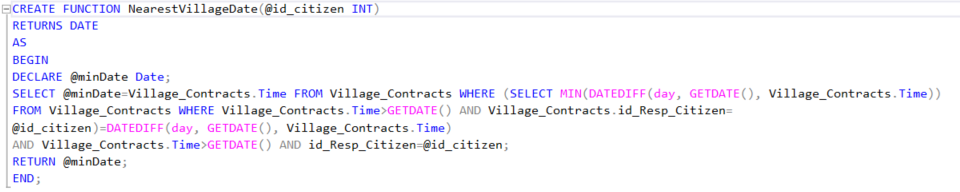 CREATE FUNCTION NearestVillageDate(@id_citizen INT)
RETURNS DATE
AS
BEGIN
DECLARE @minDate Date;
SELECT @minDate=Village_Contracts.Time FROM Village_Contracts WHERE (SELECT MIN(DATEDIFF(day, GETDATE(), Village_Contracts.Time))
FROM Village_Contracts WHERE Village_Contracts.Time>GETDATE() AND Village_Contracts.id_Resp_Citizen=
@id_citizen)=DATEDIFF(day, GETDATE(), Village_Contracts.Time)
AND Village_Contracts.Time>GETDATE() AND id_Resp_Citizen=@id_citizen;
RETURN @minDate;
END;